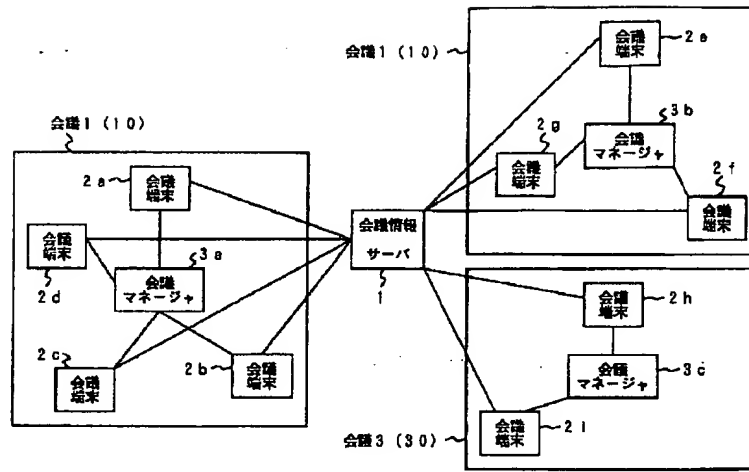 会議1(10)
2a
会議
端末
会議
端末
2d
3a
会議
マネージャ
2c
会議
端末
2b
会議
端末
会議情報
サーバ
1
会議1(10)
会議
端末
2e
3b
会議
マネージャ
2g
会議
端末
2f
会議
端末
会議
端末
2h
会議
マネージャ
3c
会議
端末
2i
会議3(30)